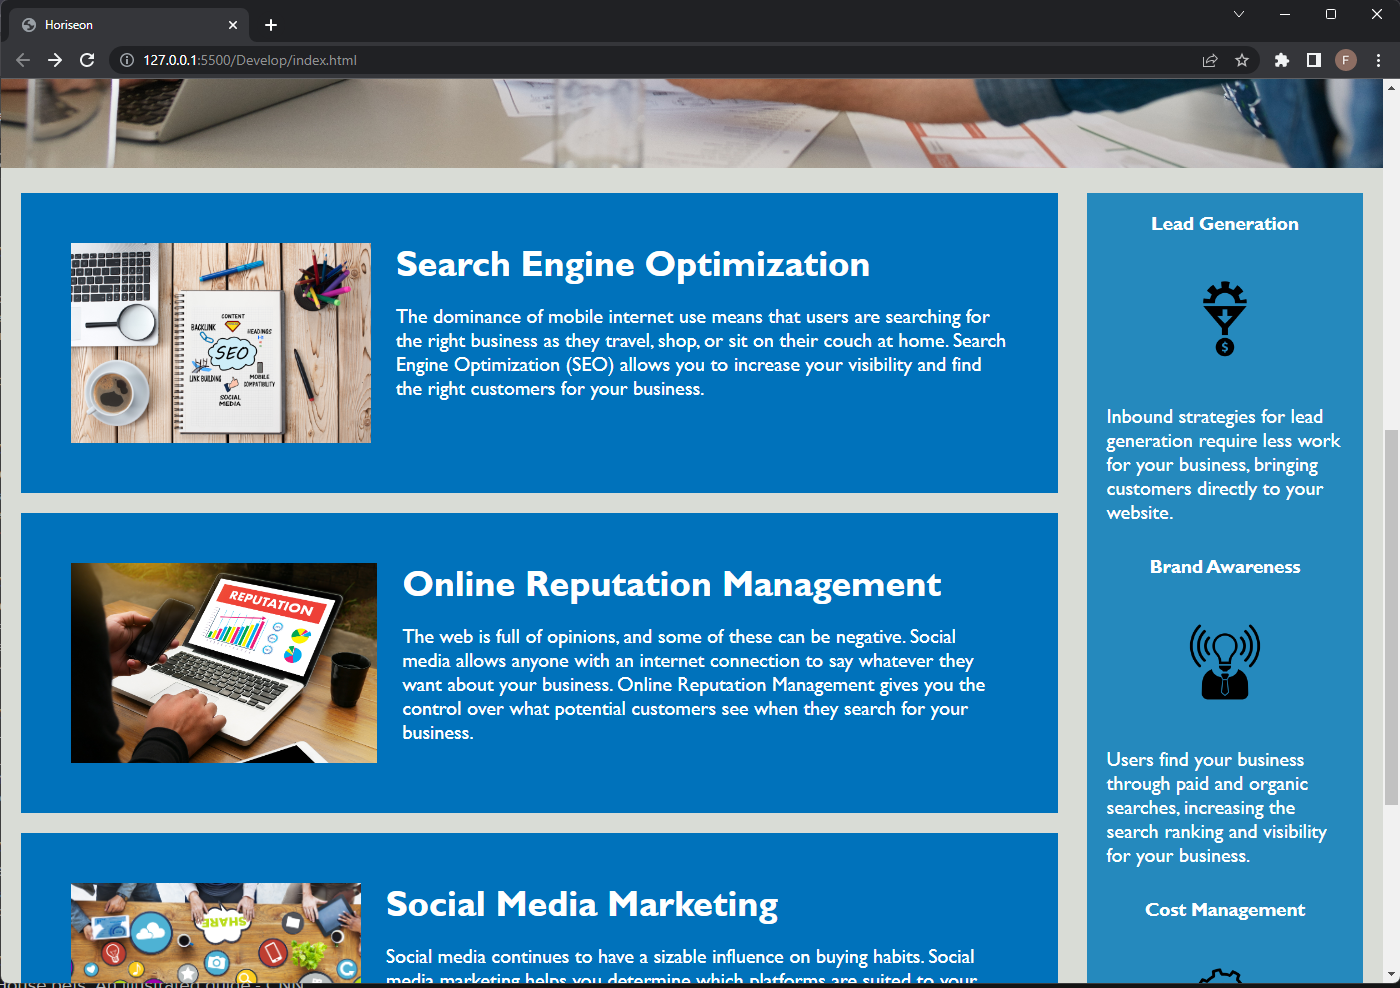 Horiseon
127.0.0.1:5500/Develop/index.html
F
Search Engine Optimization
The dominance of mobile internet use means that users are searching for
the right business as they travel, shop, or sit on their couch at home. Search
Engine Optimization (SEO) allows you to increase your visibility and find
the right customers for your business.
CONTENT
BACKLINK
HEADINGS
SEO
LINK BUILDING
MOBILE
COMPATIBILITY
SOCIAL
MEDIA
Online Reputation Management
The web is full of opinions, and some of these can be negative. Social
media allows anyone with an internet connection to say whatever they
want about your business. Online Reputation Management gives you the
control over what potential customers see when they search for your
business.
REPUTATION
Social Media Marketing
Social media continues to have a sizable influence on buying habits. Social
media marketing helps you determine which platforms are suited to your
SHARE
Lead Generation
$
Inbound strategies for lead
generation require less work
for your business, bringing
customers directly to your
website.
Brand Awareness
Users find your business
through paid and organic
searches, increasing the
search ranking and visibility
for your business.
Cost Management
House pets: An illustrated guide - CNN